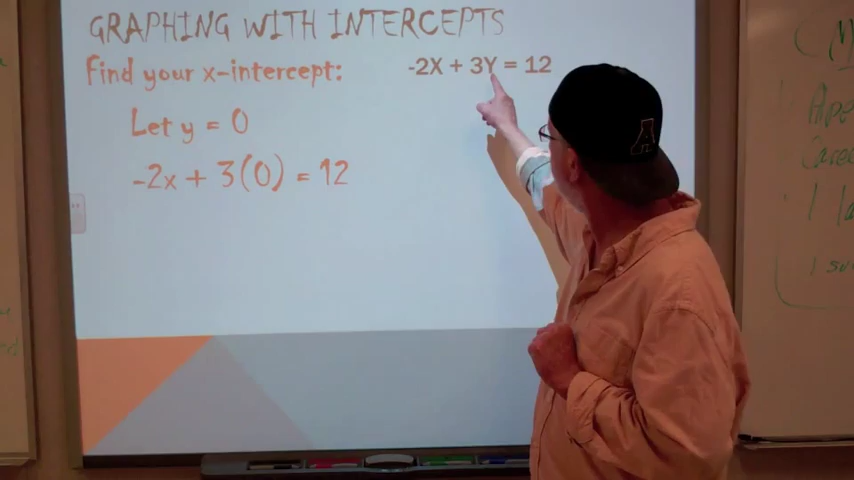 GRAPHING WITH INTERCEPTS
Find your x-intercept:
-2X + 3Y = 12
Let y = 0
-2x + 3(0) = 12
A